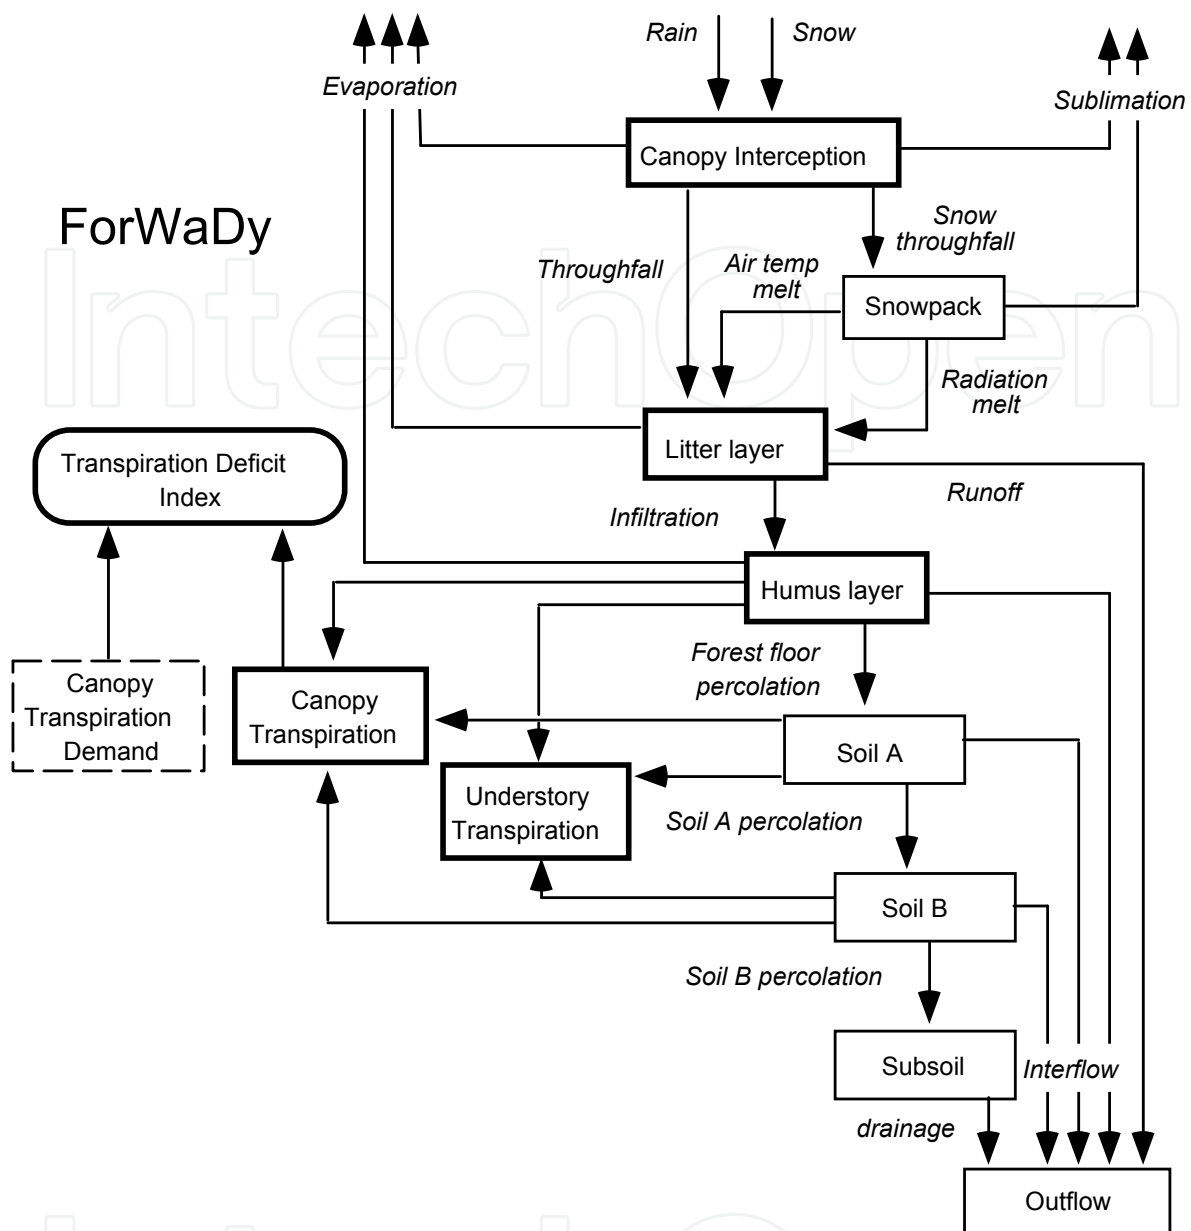 Rain
Snow
Evaporation
Sublimation
Canopy Interception
ForWaDy
Snow
throughfall
Throughfall
Air temp
melt
Snowpack
Radiation
melt
Litter layer
Transpiration Deficit
Index
Runoff
Infiltration
Humus layer
Forest floor
percolation
Canopy
Transpiration
Demand
Canopy
Transpiration
Soil A
Understory
Transpiration
Soil A percolation
Soil B
Soil B percolation
Subsoil
Interflow
drainage
Outflow
IntechOpen